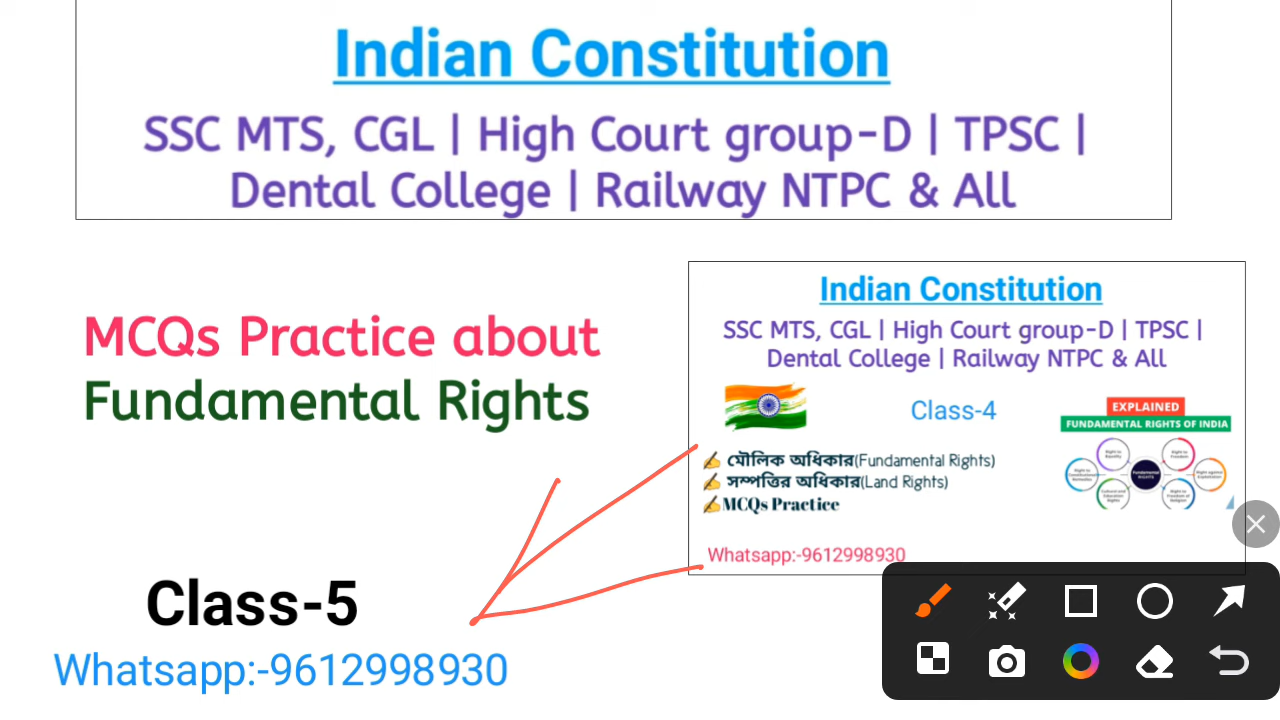 Indian Constitution
SSC MTS, CGL | High Court group-D | TPSC |
Dental College | Railway NTPC & All
MCQs Practice about
Fundamental Rights
Class-5
Whatsapp:-9612998930
Indian Constitution
SSC MTS, CGL | High Court group-D | TPSC |
Dental College | Railway NTPC & All
Class-4
✍️ মৌলিক অধিকার(Fundamental Rights)
✍️ সম্পত্তির অধিকার(Land Rights)
✍️MCQs Practice
Whatsapp:-9612998930
EXPLAINED
FUNDAMENTAL RIGHTS OF INDIA